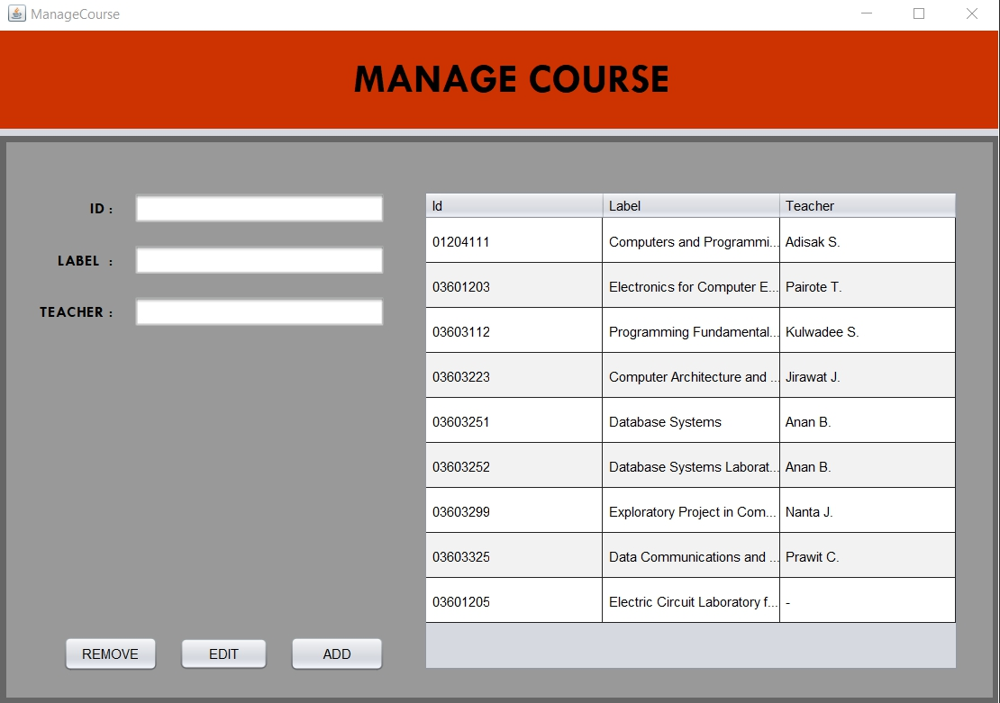 ManageCourse
MANAGE COURSE
ID :
LABEL :
TEACHER :
Id Label Teacher
01204111 Computers and Programmi... Adisak S.
03601203 Electronics for Computer E... Pairote T.
03603112 Programming Fundamental... Kulwadee S.
03603223 Computer Architecture and ... Jirawat J.
03603251 Database Systems Anan B.
03603252 Database Systems Laborat... Anan B.
03603299 Exploratory Project in Com... Nanta J.
03603325 Data Communications and ... Prawit C.
03601205 Electric Circuit Laboratory f... -
REMOVE EDIT ADD